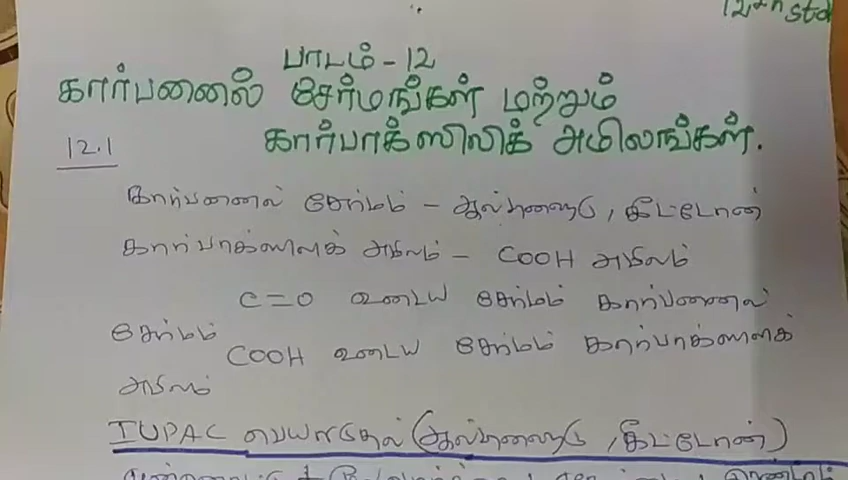 12th std
பாடம் - 12
கார்பனைல் சேர்மங்கள் மற்றும்
கார்பாக்ஸிலிக் அமிலங்கள்.
12.1
கார்பனைல் சேர்மம் - ஆல்டிஹைடு, கீட்டோன்
கார்பாக்ஸிலிக் அமிலம் - COOH அமிலம்
C=O உடைய சேர்மம் கார்பனைல்
சேர்மம்
COOH உடைய சேர்மம் கார்பாக்ஸிலிக்
அமிலம்
IUPAC பெயரிடுதல் (ஆல்டிஹைடு, கீட்டோன்)